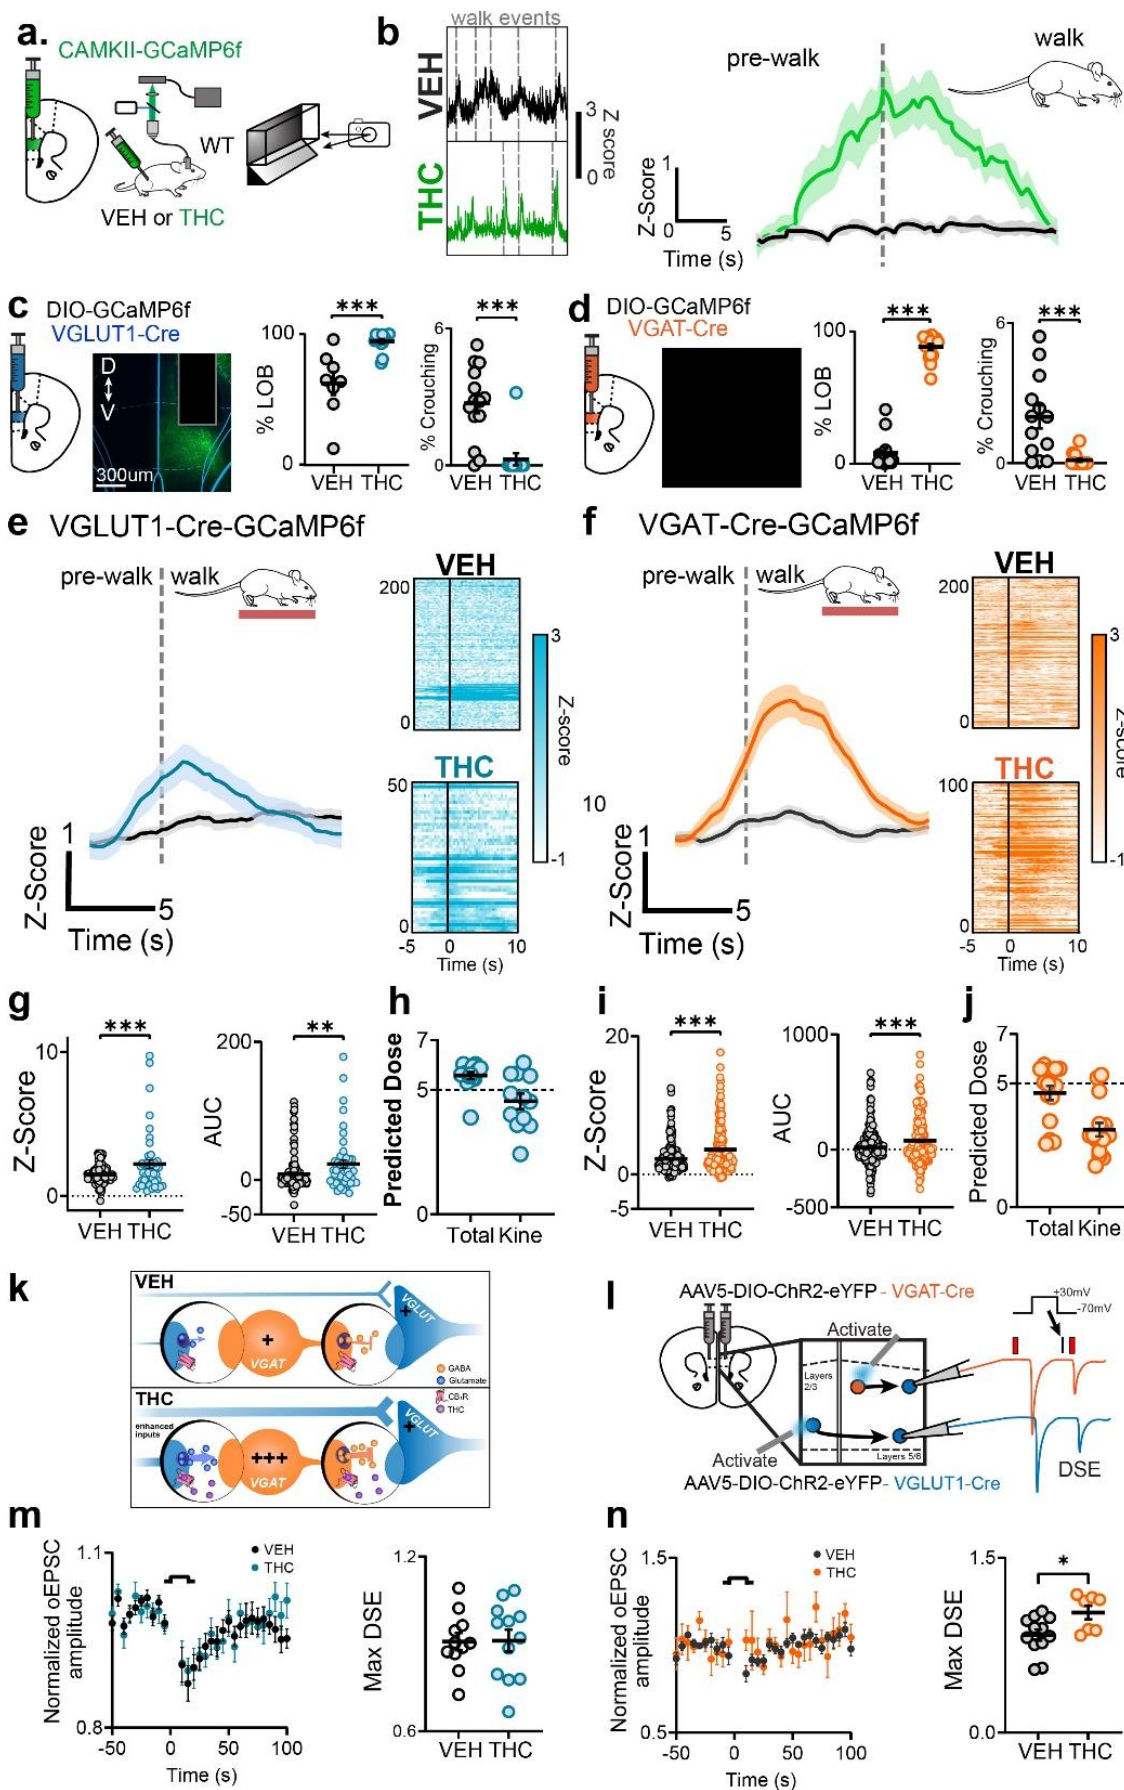 a.
CAMKII-GCaMP6f
WT
VEH or THC
b
walk events
VEH
THC
3
0
Z score
pre-walk
walk
1
Z-Score
0
5
Time (s)
c
DIO-GCaMP6f
VGLUT1-Cre
D
V
300um
100
% LOB
0
VEH THC
***
6
% Crouching
0
VEH THC
***
d
DIO-GCaMP6f
VGAT-Cre
100
% LOB
0
VEH THC
***
6
% Crouching
0
VEH THC
***
e VGLUT1-Cre-GCaMP6f
pre-walk walk
1
Z-Score
5
Time (s)
VEH
200
0
THC
50
0
-5 0 10
Time (s)
3
Z-score
-1
f VGAT-Cre-GCaMP6f
pre-walk walk
10
1
Z-Score
5
Time (s)
VEH
200
0
THC
100
0
-5 0 10
Time (s)
3
Z-score
-1
g
***
10
Z-Score
0
VEH THC
**
200
AUC
0
-50
VEH THC
h
7
5
Predicted Dose
0
Total Kine
i
***
20
Z-Score
0
-5
VEH THC
***
1000
AUC
0
-500
VEH THC
j
7
5
Predicted Dose
0
Total Kine
k
VEH
+
VGAT
+
VGLUT
GABA
Glutamate
CB₁R
THC
THC
enhanced
inputs
+++
VGAT
+
VGLUT
l
AAV5-DIO-ChR2-eYFP - VGAT-Cre
Activate
Layers
2/3
Layers 5/6
Activate
AAV5-DIO-ChR2-eYFP- VGLUT1-Cre
+30mV
-70mV
DSE
m
1.1
VEH
THC
Normalized oEPSC
amplitude
0.8
-50 0 50 100
Time (s)
1.2
Max DSE
0.6
VEH THC
n
1.5
VEH
THC
Normalized oEPSC
amplitude
0.5
-50 0 50 100
Time (s)
1.5
*
Max DSE
0.0
VEH THC